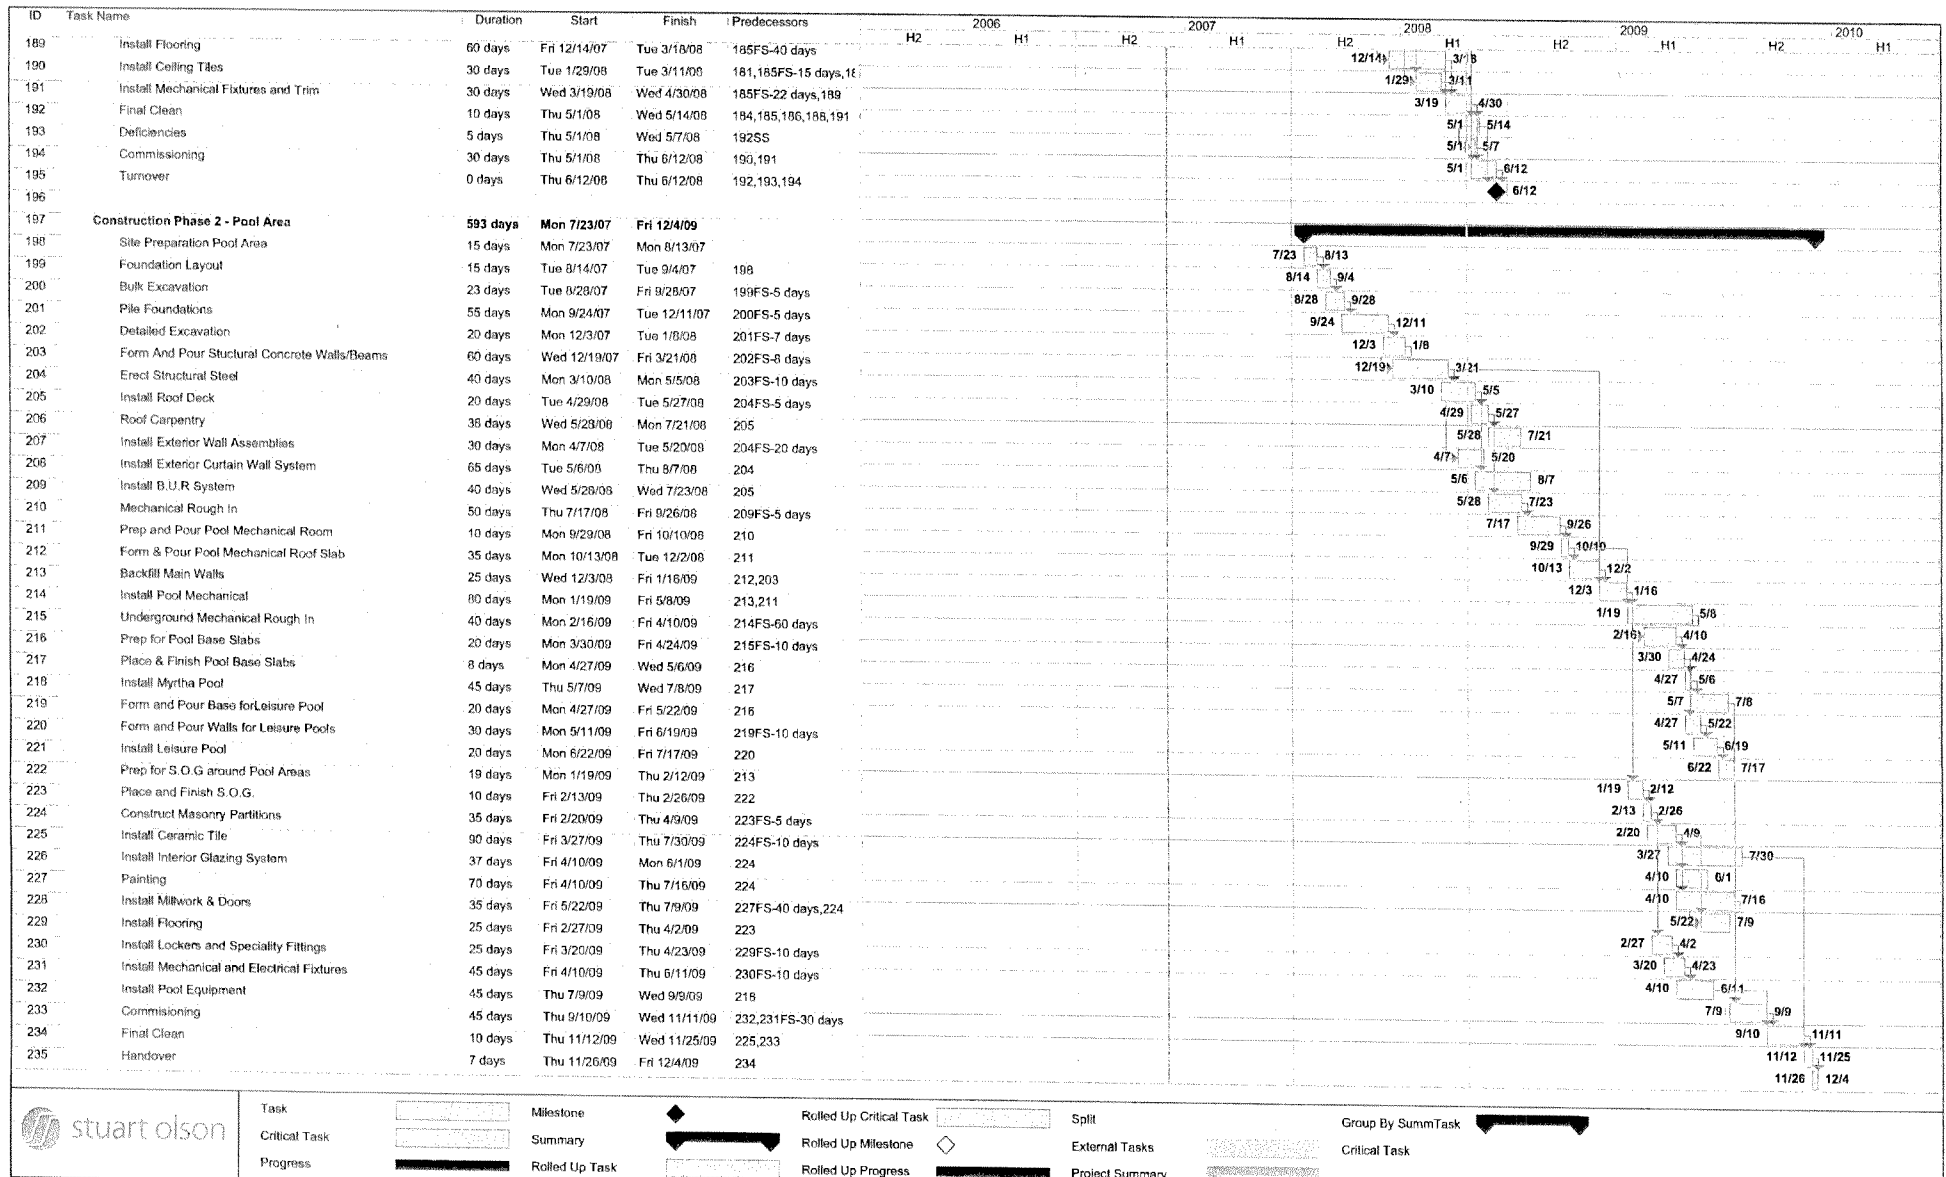 ID Task Name Duration Start Finish Predecessors 2006 2007 2008 2009 2010
H2 H1 H2 H1 H2 H1 H2 H1 H2 H1
189 Install Flooring 60 days Fri 12/14/07 Tue 3/18/08 185FS-40 days 12/14 3/18
190 Install Ceiling Tiles 30 days Tue 1/29/08 Tue 3/11/08 181,185FS-15 days,18 1/29 3/11
191 Install Mechanical Fixtures and Trim 30 days Wed 3/19/08 Wed 4/30/08 185FS-22 days,189 3/19 4/30
192 Final Clean 10 days Thu 5/1/08 Wed 5/14/08 184,185,186,188,191 5/1 5/14
193 Deficiencies 5 days Thu 5/1/08 Wed 5/7/08 192SS 5/1 5/7
194 Commissioning 30 days Thu 5/1/08 Thu 6/12/08 190,191 5/1 6/12
195 Turnover 0 days Thu 6/12/08 Thu 6/12/08 192,193,194 6/12
196
197 Construction Phase 2 - Pool Area 593 days Mon 7/23/07 Fri 12/4/09
198 Site Preparation Pool Area 15 days Mon 7/23/07 Mon 8/13/07 7/23 8/13
199 Foundation Layout 15 days Tue 8/14/07 Tue 9/4/07 198 8/14 9/4
200 Bulk Excavation 23 days Tue 8/28/07 Fri 9/28/07 199FS-5 days 8/28 9/28
201 Pile Foundations 55 days Mon 9/24/07 Tue 12/11/07 200FS-5 days 9/24 12/11
202 Detailed Excavation 20 days Mon 12/3/07 Tue 1/8/08 201FS-7 days 12/3 1/8
203 Form And Pour Stuctural Concrete Walls/Beams 60 days Wed 12/19/07 Fri 3/21/08 202FS-8 days 12/19 3/21
204 Erect Structural Steel 40 days Mon 3/10/08 Mon 5/5/08 203FS-10 days 3/10 5/5
205 Install Roof Deck 20 days Tue 4/29/08 Tue 5/27/08 204FS-5 days 4/29 5/27
206 Roof Carpentry 38 days Wed 5/28/08 Mon 7/21/08 205 5/28 7/21
207 Install Exterior Wall Assemblies 30 days Mon 4/7/08 Tue 5/20/08 204FS-20 days 4/7 5/20
208 Install Exterior Curtain Wall System 65 days Tue 5/6/08 Thu 8/7/08 204 5/6 8/7
209 Install B.U.R System 40 days Wed 5/28/08 Wed 7/23/08 205 5/28 7/23
210 Mechanical Rough In 50 days Thu 7/17/08 Fri 9/26/08 209FS-5 days 7/17 9/26
211 Prep and Pour Pool Mechanical Room 10 days Mon 9/29/08 Fri 10/10/08 210 9/29 10/10
212 Form & Pour Pool Mechanical Roof Slab 35 days Mon 10/13/08 Tue 12/2/08 211 10/13 12/2
213 Backfill Main Walls 25 days Wed 12/3/08 Fri 1/16/09 212,203 12/3 1/16
214 Install Pool Mechanical 80 days Mon 1/19/09 Fri 5/8/09 213,211 1/19 5/8
215 Underground Mechanical Rough In 40 days Mon 2/16/09 Fri 4/10/09 214FS-60 days 2/16 4/10
216 Prep for Pool Base Slabs 20 days Mon 3/30/09 Fri 4/24/09 215FS-10 days 3/30 4/24
217 Place & Finish Pool Base Slabs 8 days Mon 4/27/09 Wed 5/6/09 216 4/27 5/6
218 Install Myrtha Pool 45 days Thu 5/7/09 Wed 7/8/09 217 5/7 7/8
219 Form and Pour Base forLeisure Pool 20 days Mon 4/27/09 Fri 5/22/09 216 4/27 5/22
220 Form and Pour Walls for Leisure Pools 30 days Mon 5/11/09 Fri 6/19/09 219FS-10 days 5/11 6/19
221 Install Leisure Pool 20 days Mon 6/22/09 Fri 7/17/09 220 6/22 7/17
222 Prep for S.O.G around Pool Areas 19 days Mon 1/19/09 Thu 2/12/09 213 1/19 2/12
223 Place and Finish S.O.G. 10 days Fri 2/13/09 Thu 2/26/09 222 2/13 2/26
224 Construct Masonry Partitions 35 days Fri 2/20/09 Thu 4/9/09 223FS-5 days 2/20 4/9
225 Install Ceramic Tile 90 days Fri 3/27/09 Thu 7/30/09 224FS-10 days 3/27 7/30
226 Install Interior Glazing System 37 days Fri 4/10/09 Mon 6/1/09 224 4/10 6/1
227 Painting 70 days Fri 4/10/09 Thu 7/16/09 224 4/10 7/16
228 Install Millwork & Doors 35 days Fri 5/22/09 Thu 7/9/09 227FS-40 days,224 5/22 7/9
229 Install Flooring 25 days Fri 2/27/09 Thu 4/2/09 223 2/27 4/2
230 Install Lockers and Speciality Fittings 25 days Fri 3/20/09 Thu 4/23/09 229FS-10 days 3/20 4/23
231 Install Mechanical and Electrical Fixtures 45 days Fri 4/10/09 Thu 6/11/09 230FS-10 days 4/10 6/11
232 Install Pool Equipment 45 days Thu 7/9/09 Wed 9/9/09 218 7/9 9/9
233 Commisioning 45 days Thu 9/10/09 Wed 11/11/09 232,231FS-30 days 9/10 11/11
234 Final Clean 10 days Thu 11/12/09 Wed 11/25/09 225,233 11/12 11/25
235 Handover 7 days Thu 11/26/09 Fri 12/4/09 234 11/26 12/4
stuart olson
Task Milestone Rolled Up Critical Task Split Group By SummTask
Critical Task Summary Rolled Up Milestone External Tasks Critical Task
Progress Rolled Up Task Rolled Up Progress Project Summary